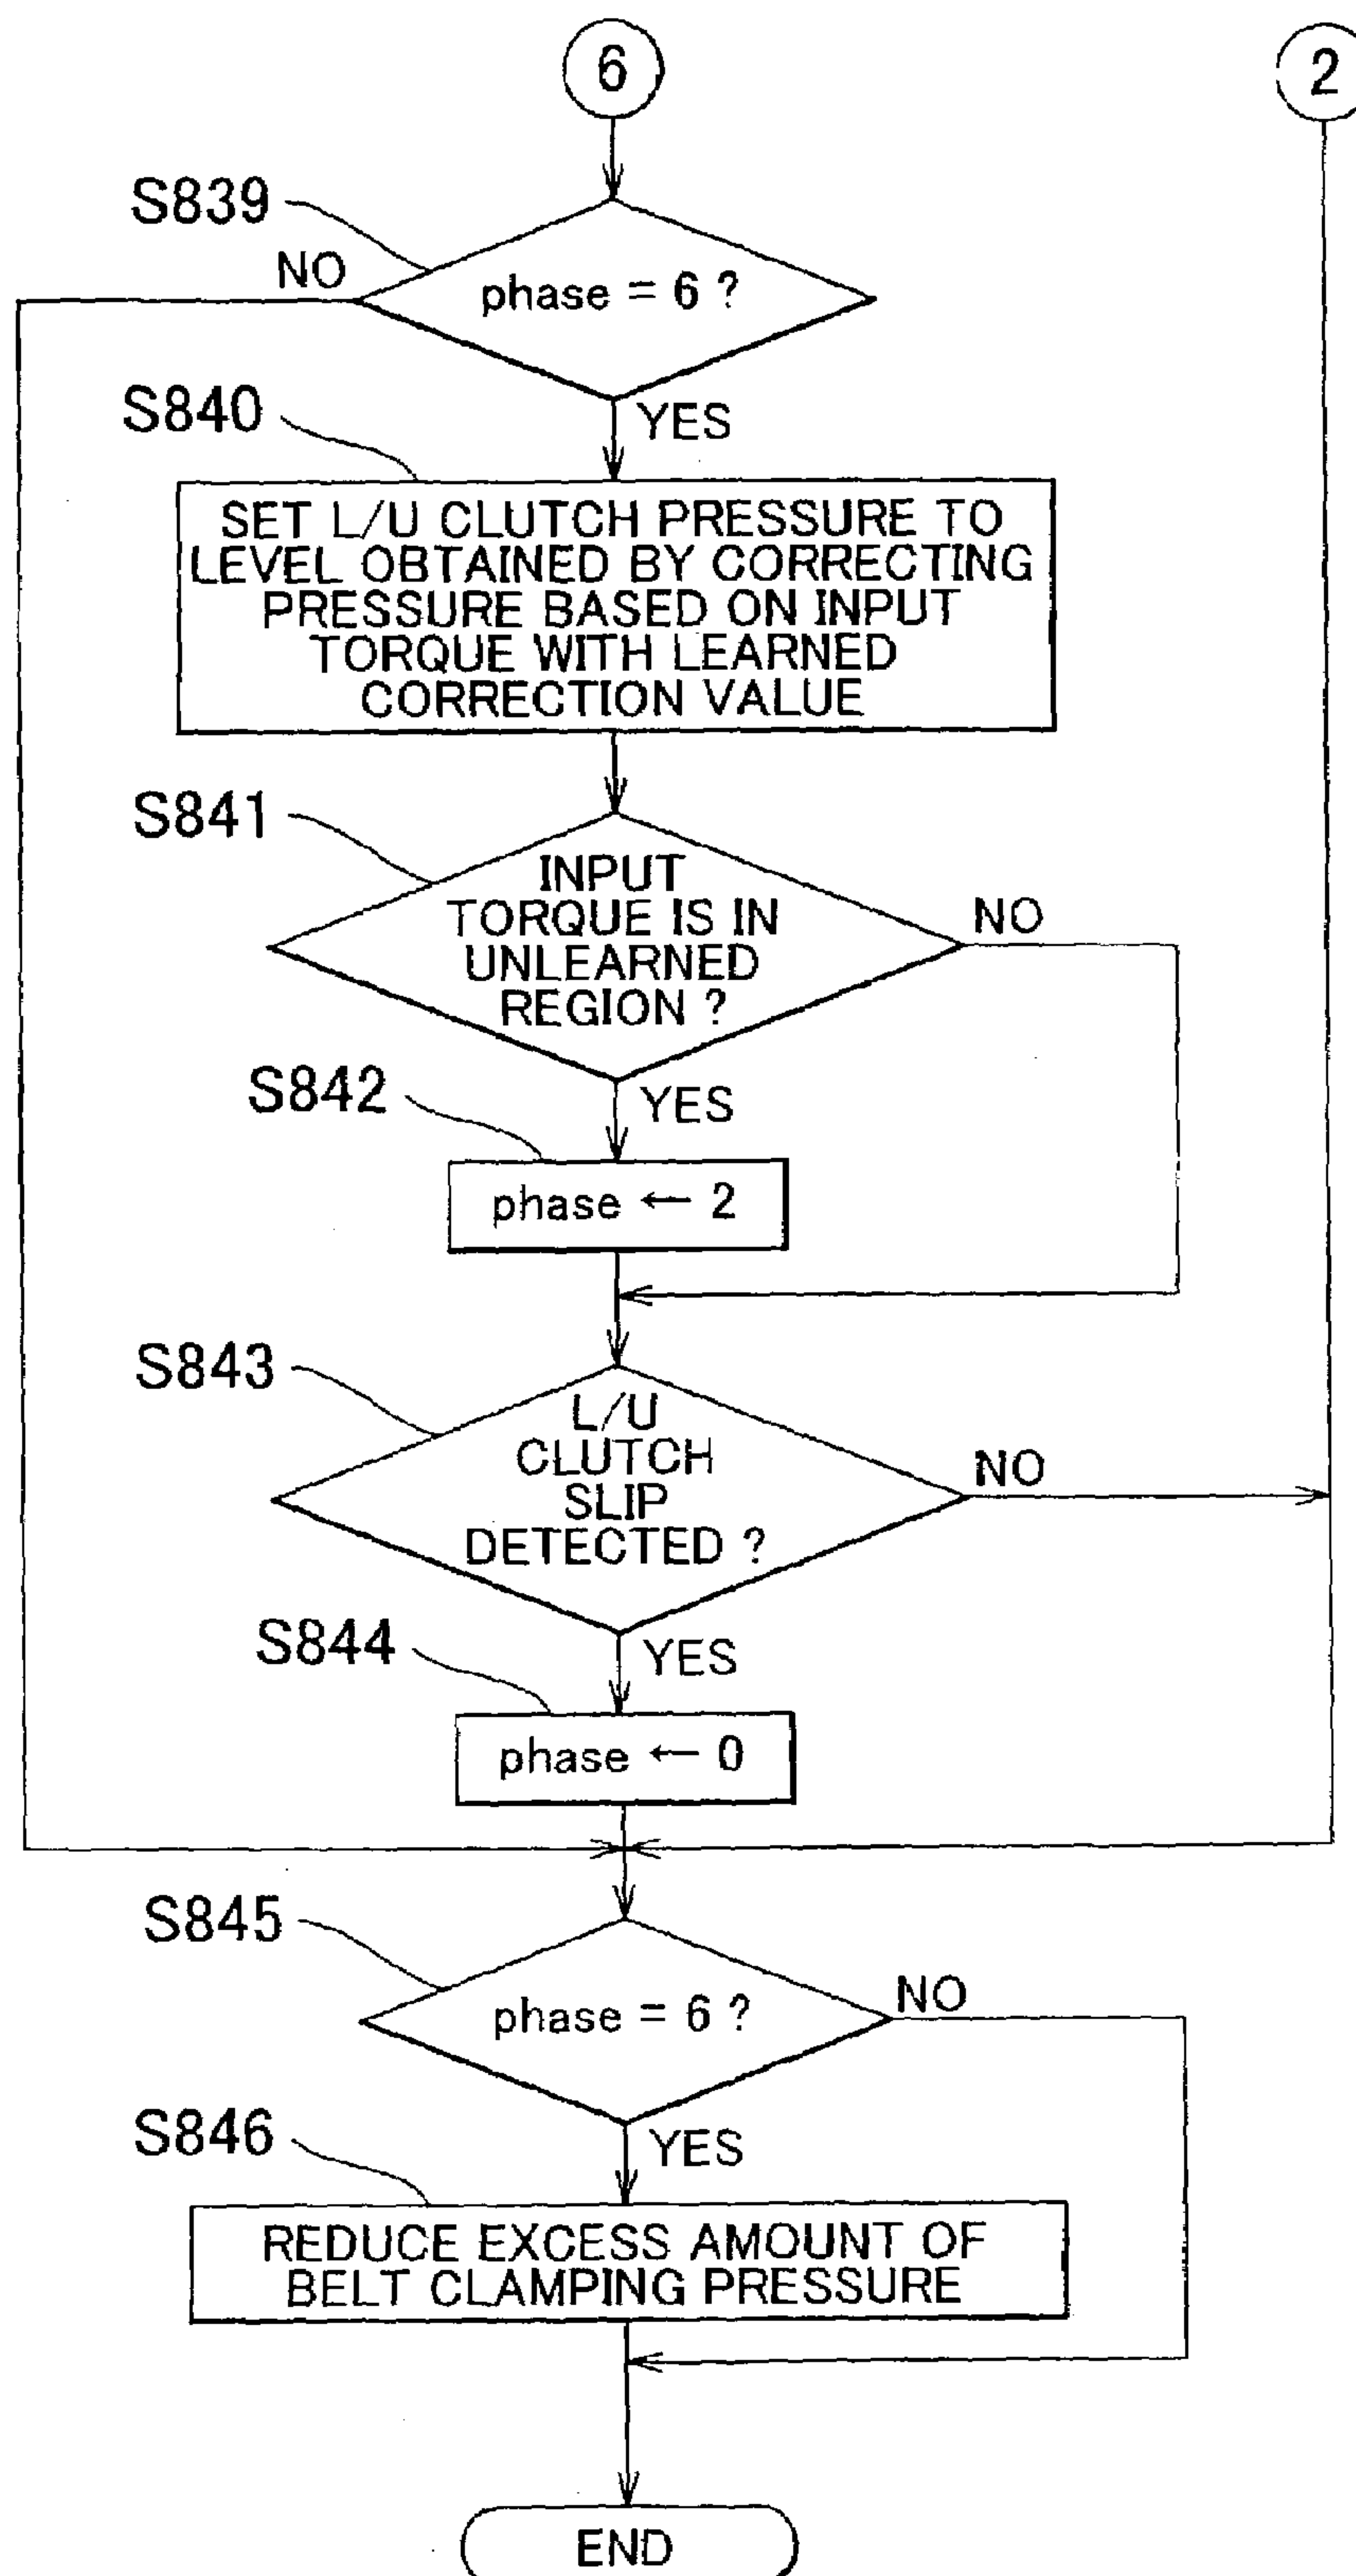 6
2
S839
NO
phase = 6 ?
S840
YES
SET L/U CLUTCH PRESSURE TO
LEVEL OBTAINED BY CORRECTING
PRESSURE BASED ON INPUT
TORQUE WITH LEARNED
CORRECTION VALUE
S841
INPUT
TORQUE IS IN
UNLEARNED
REGION ?
NO
S842
YES
phase ← 2
S843
L/U
CLUTCH
SLIP
DETECTED ?
NO
S844
YES
phase ← 0
S845
phase = 6 ?
NO
S846
YES
REDUCE EXCESS AMOUNT OF
BELT CLAMPING PRESSURE
END